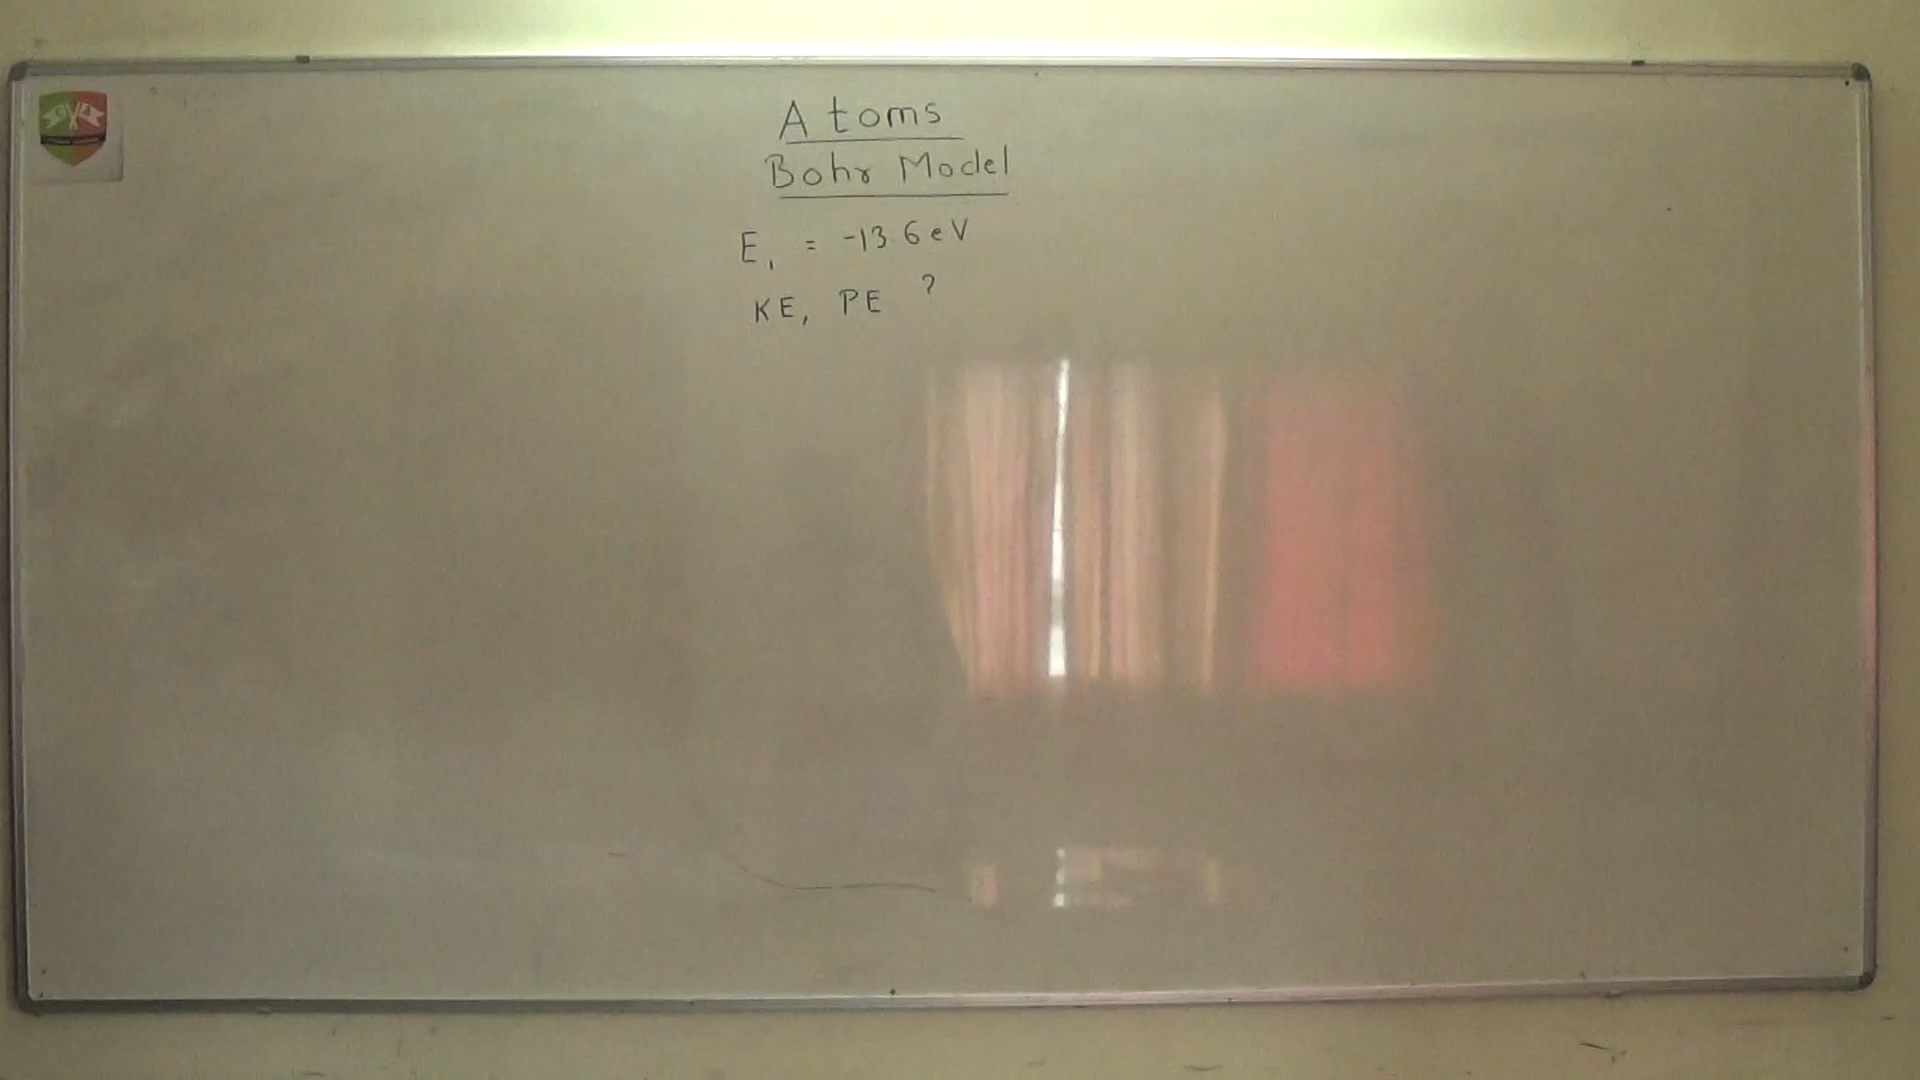 Atoms
Bohr Model
E₁ = -13 6 eV
KE, PE ?